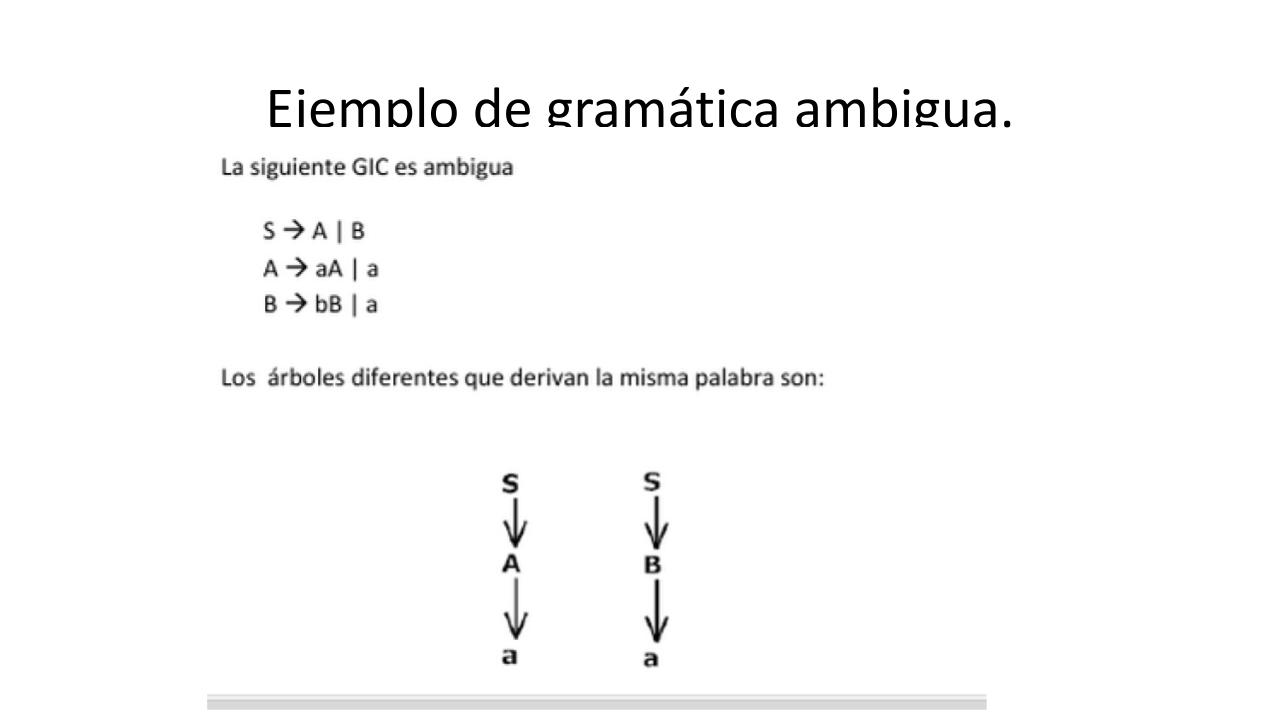 Ejemplo de gramática ambigua.
La siguiente GIC es ambigua
S → A | B
A → aA | a
B → bB | a
Los árboles diferentes que derivan la misma palabra son:
S S
A B
a a